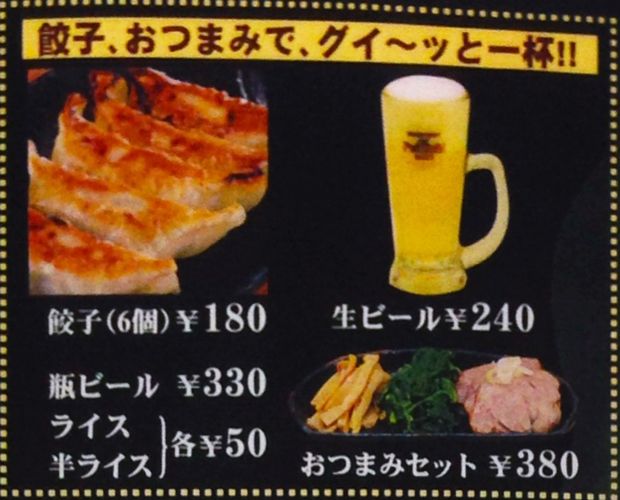 餃子、おつまみで、グイ～ッと一杯!!
餃子(6個)¥180
生ビール¥240
瓶ビール ¥330
ライス
半ライス
各¥50
おつまみセット ¥380